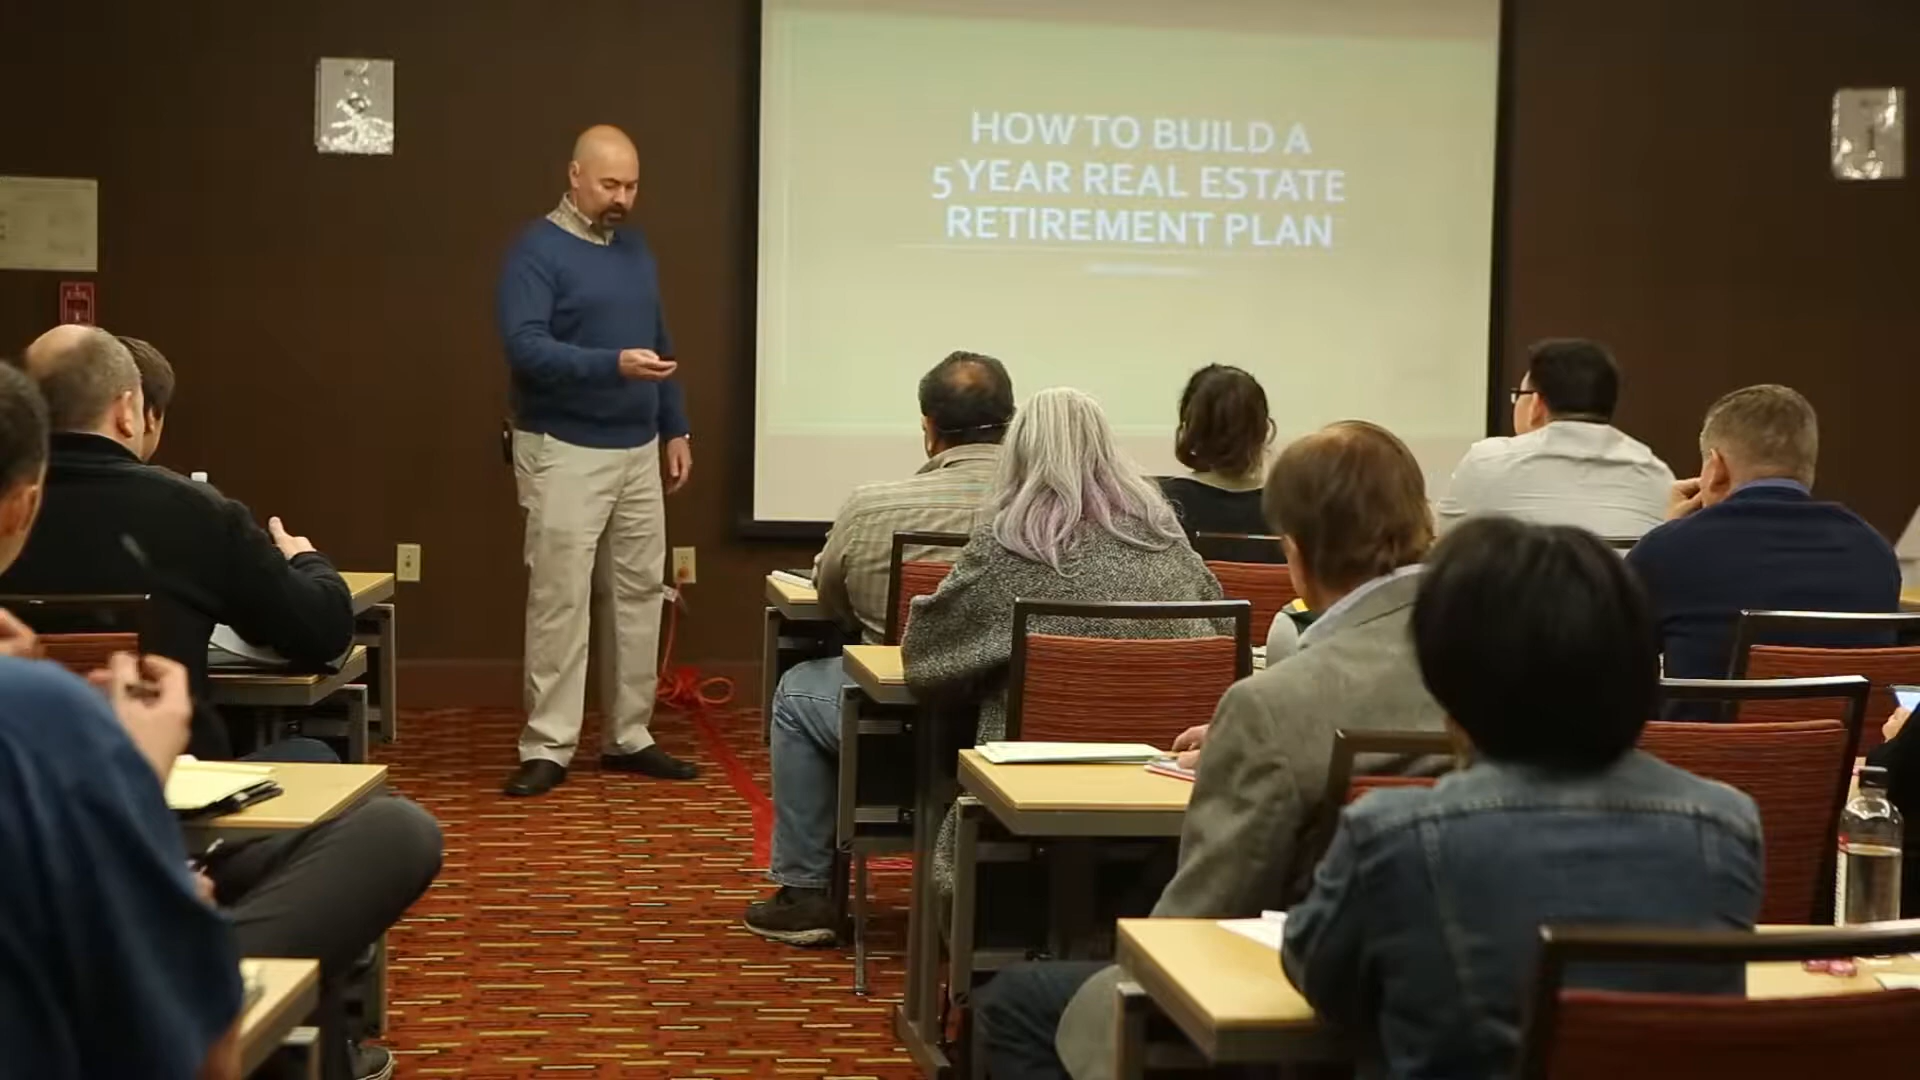 HOW TO BUILD A
5 YEAR REAL ESTATE
RETIREMENT PLAN